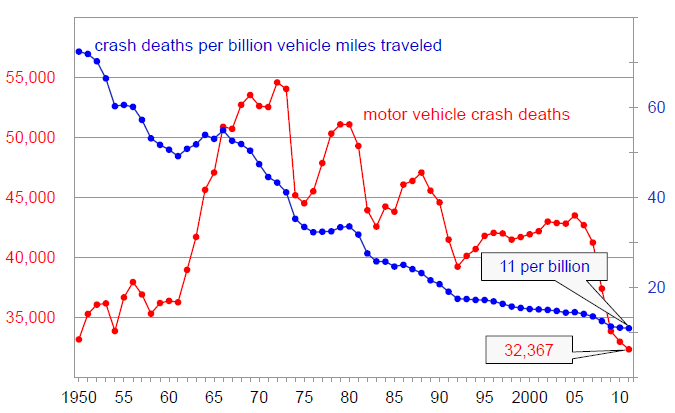 crash deaths per billion vehicle miles traveled
55,000
60
motor vehicle crash deaths
50,000
45,000
40
40,000
11 per billion
20
35,000
32,367
1950 55 60 65 70 75 80 85 90 95 2000 05 10